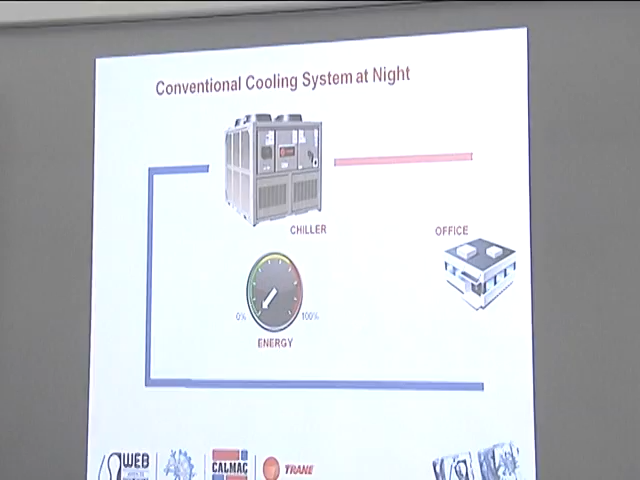 Conventional Cooling System at Night
CHILLER
OFFICE
0%
100%
ENERGY
WEB
CALMAC
TRANE